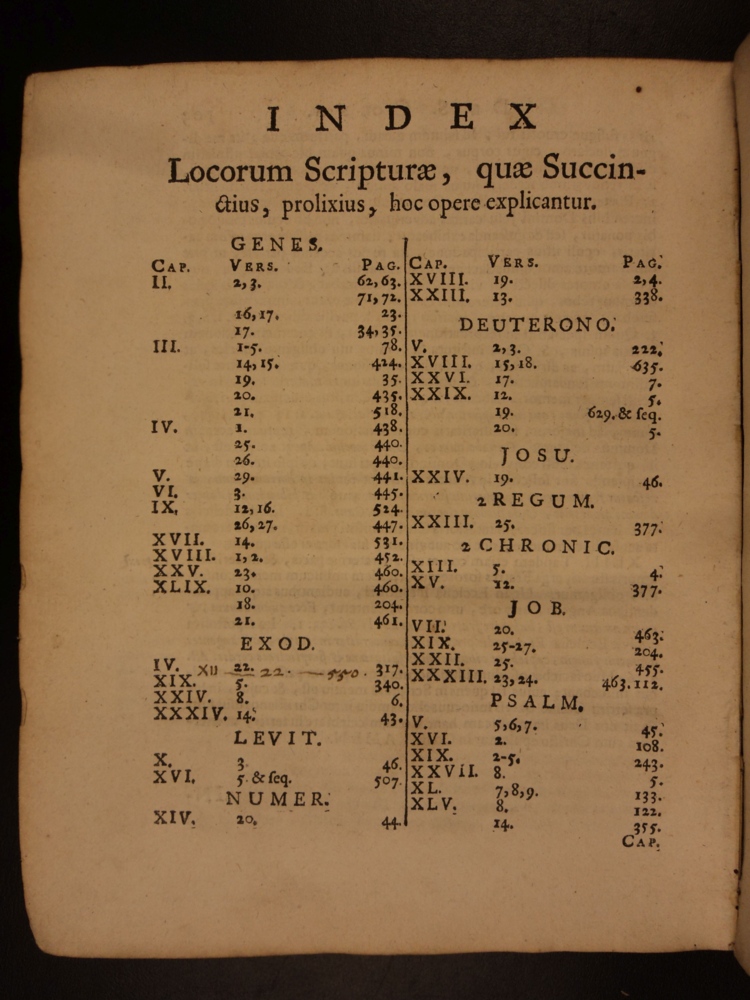 INDEX
Locorum Scripturæ, quæ Succin-
ctius, prolixius, hoc opere explicantur.
GENES.
CAP. VERS. PAG.
II. 2,3. 62,63.
71,72.
16,17. 23.
17. 34,35.
III. 1-5. 78.
14,15. 424.
19. 35.
20. 435.
21. 518.
IV. 1. 438.
25. 440.
26. 440.
V. 29. 441.
VI. 3. 445.
IX. 12,16. 524.
26,27. 447.
XVII. 14. 531.
XVIII. 1,2. 452.
XXV. 23. 460.
XLIX. 10. 460.
18. 204.
21. 461.
EXOD.
IV. 22. 317.
XII 22. — 550.
XIX. 5. 340.
XXIV. 8. 6.
XXXIV. 14. 43.
LEVIT.
X. 3. 46.
XVI. 5. & seq. 507.
NUMER.
XIV. 20. 44.
CAP. VERS. PAG.
XVIII. 19. 2,4.
XXIII. 13. 338.
DEUTERONO.
V. 2,3. 222.
XVIII. 15,18. 635.
XXVI. 17. 7.
XXIX. 12. 5.
19. 629. & seq.
20. 5.
JOSU.
XXIV. 19. 46.
2 REGUM.
XXIII. 25. 377.
2 CHRONIC.
XIII. 5. 4.
XV. 12. 377.
JOB.
VII. 20. 463.
XIX. 25-27. 204.
XXII. 25. 455.
XXXIII. 23,24. 463.112.
PSALM.
V. 5,6,7. 45.
XVI. 2. 108.
XIX. 2-5. 243.
XXVII. 8. 5.
XL. 7,8,9. 133.
XLV. 8. 122.
14. 355.
CAP.